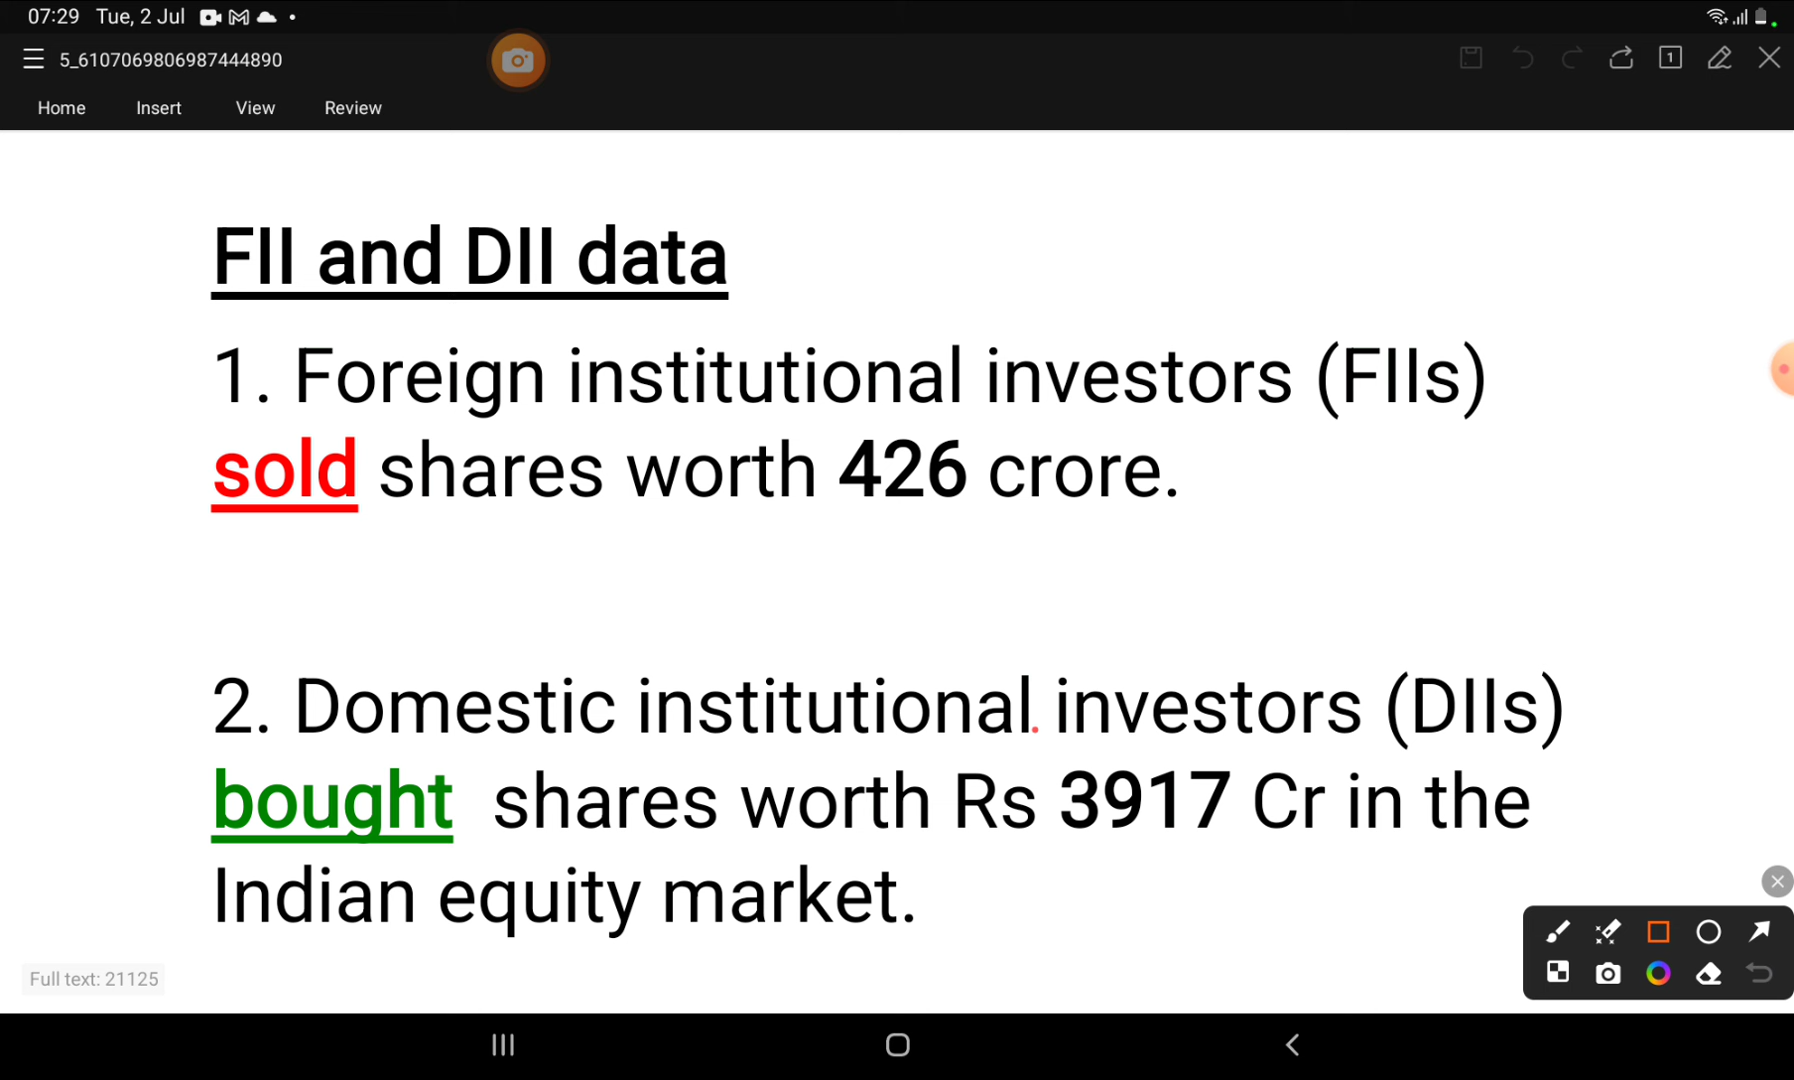 07:29 Tue, 2 Jul
5_6107069806987444890
1
Home Insert View Review
FII and DII data
1. Foreign institutional investors (FIIs)
sold shares worth 426 crore.
2. Domestic institutional investors (DIIs)
bought shares worth Rs 3917 Cr in the
Indian equity market.
Full text: 21125